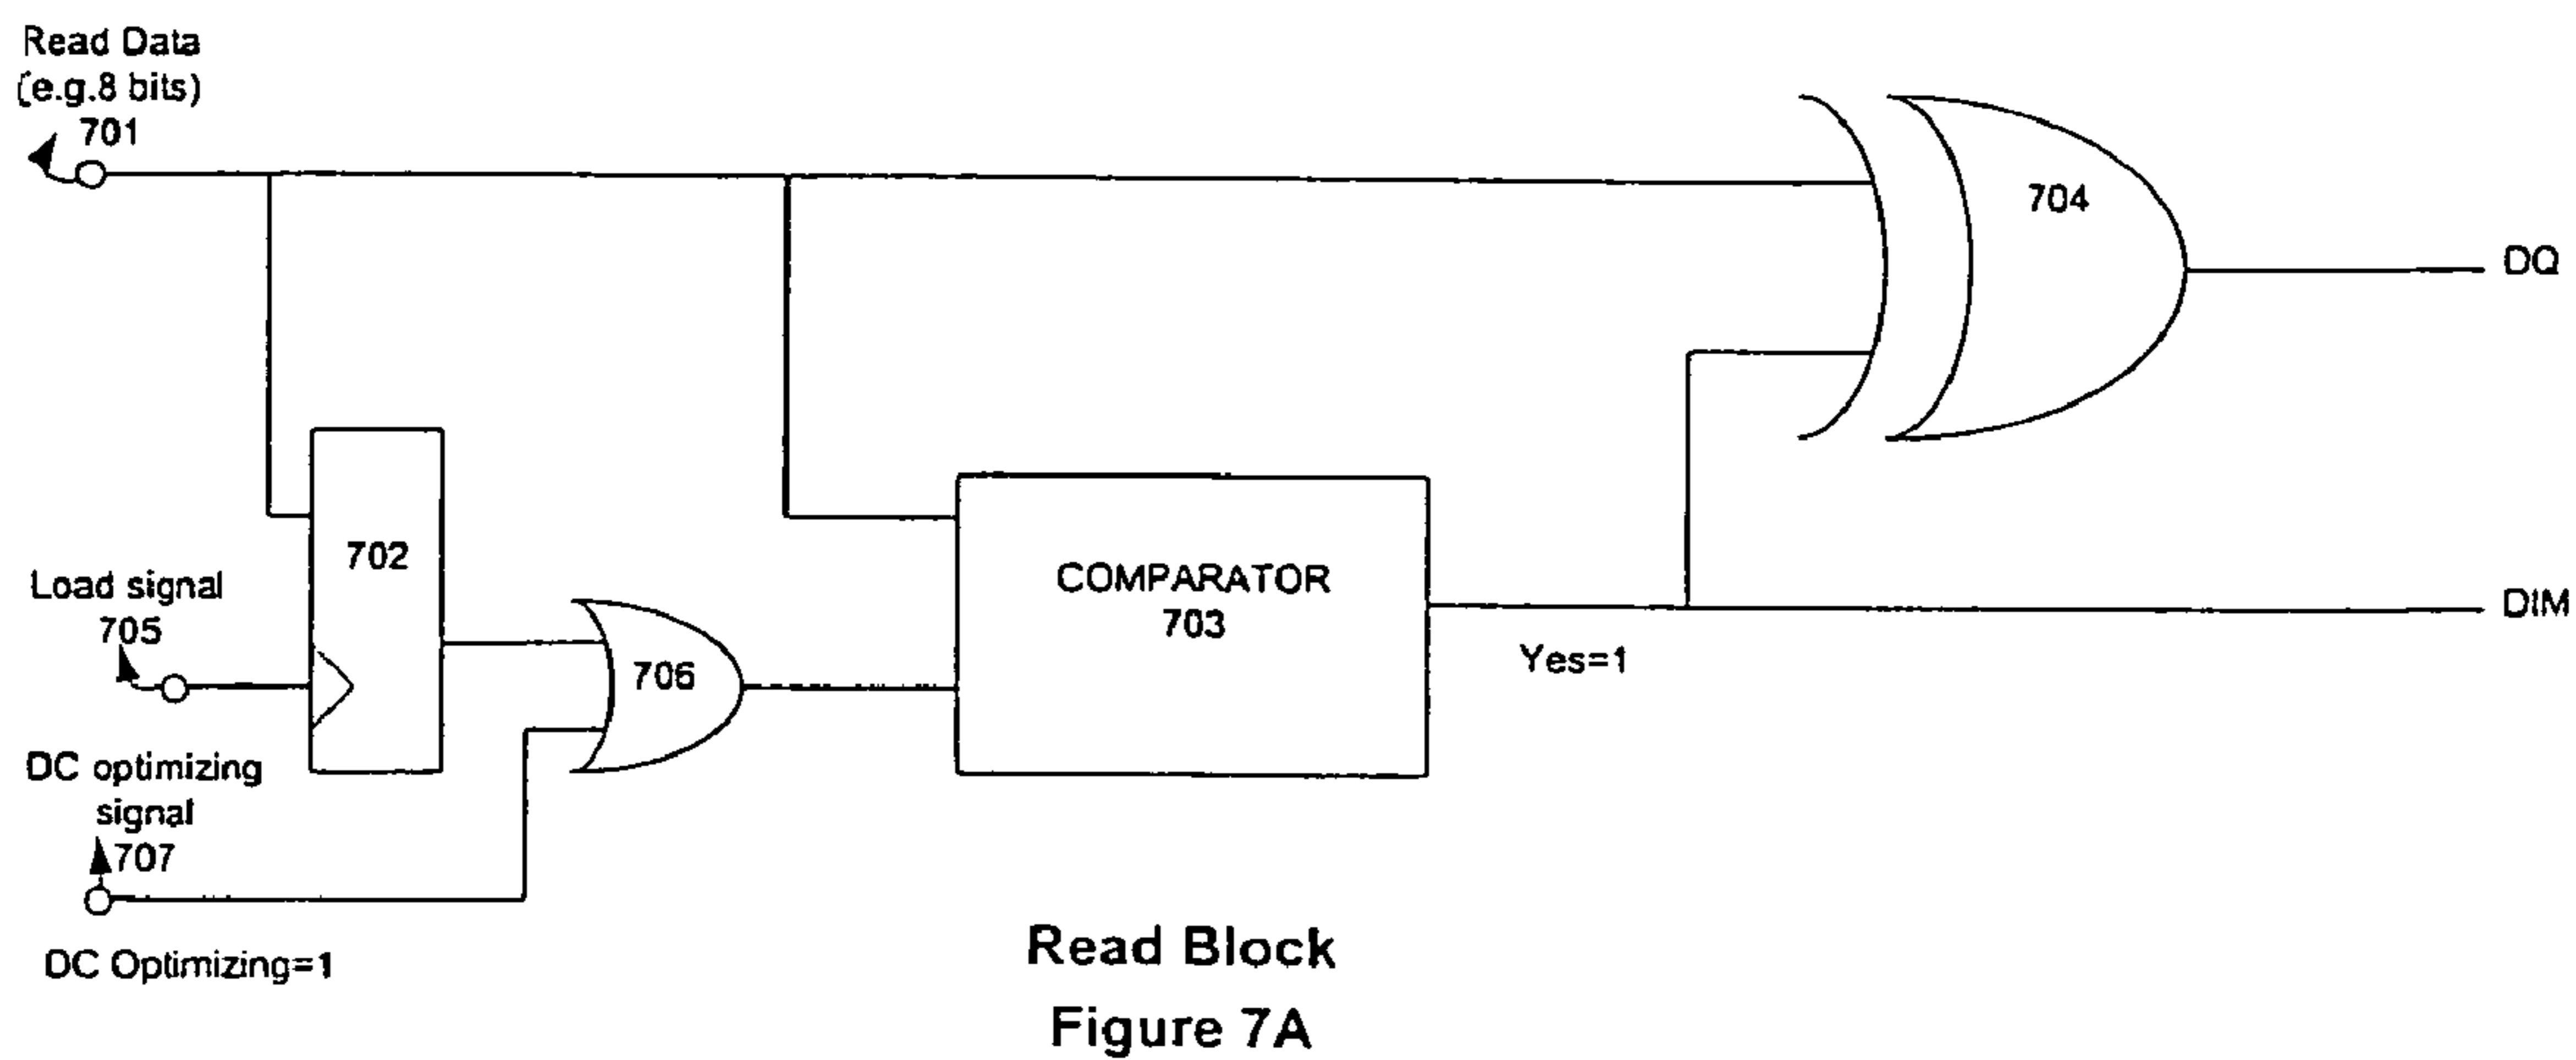 Read Data
(e.g.8 bits)
701
704
DQ
702
Load signal
705
COMPARATOR
703
706
DIM
Yes=1
DC optimizing
signal
707
DC Optimizing=1
Read Block
Figure 7A